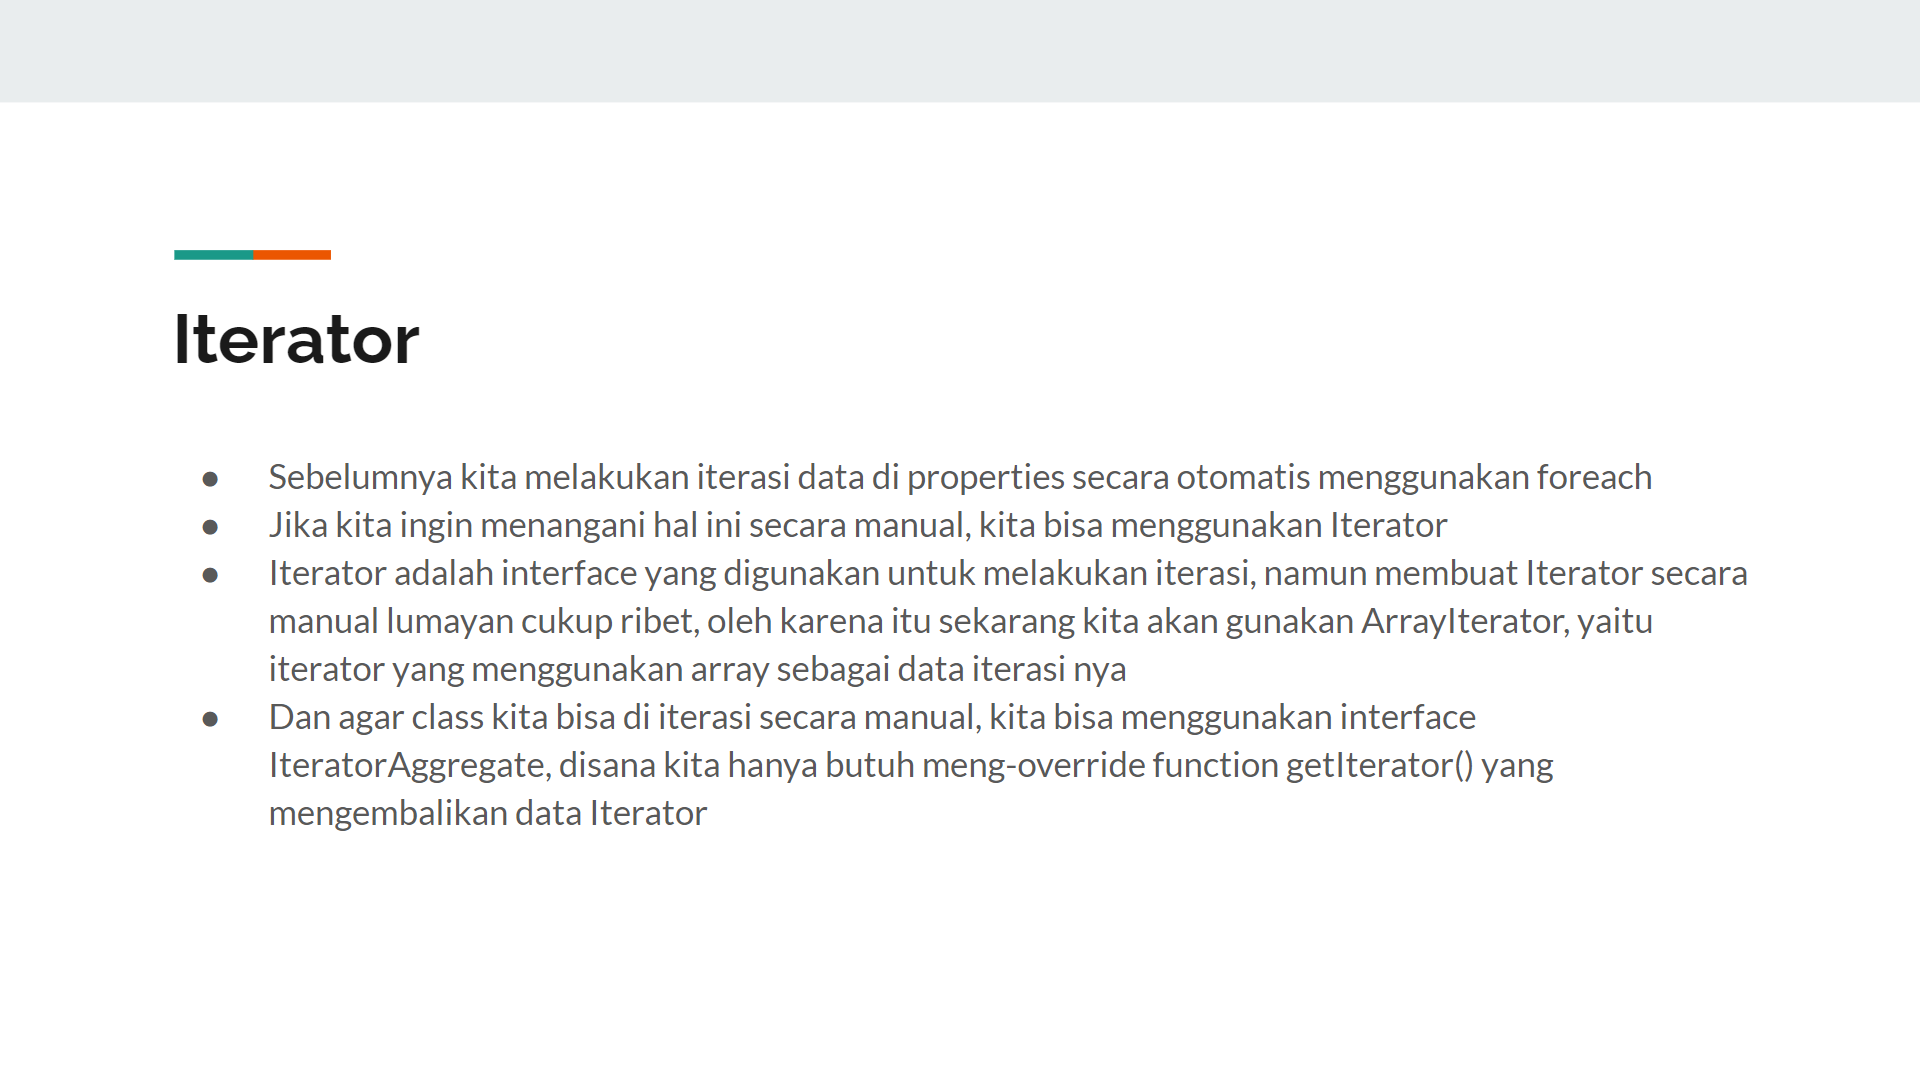 Iterator
● Sebelumnya kita melakukan iterasi data di properties secara otomatis menggunakan foreach
● Jika kita ingin menangani hal ini secara manual, kita bisa menggunakan Iterator
● Iterator adalah interface yang digunakan untuk melakukan iterasi, namun membuat Iterator secara
manual lumayan cukup ribet, oleh karena itu sekarang kita akan gunakan ArrayIterator, yaitu
iterator yang menggunakan array sebagai data iterasi nya
● Dan agar class kita bisa di iterasi secara manual, kita bisa menggunakan interface
IteratorAggregate, disana kita hanya butuh meng-override function getIterator() yang
mengembalikan data Iterator